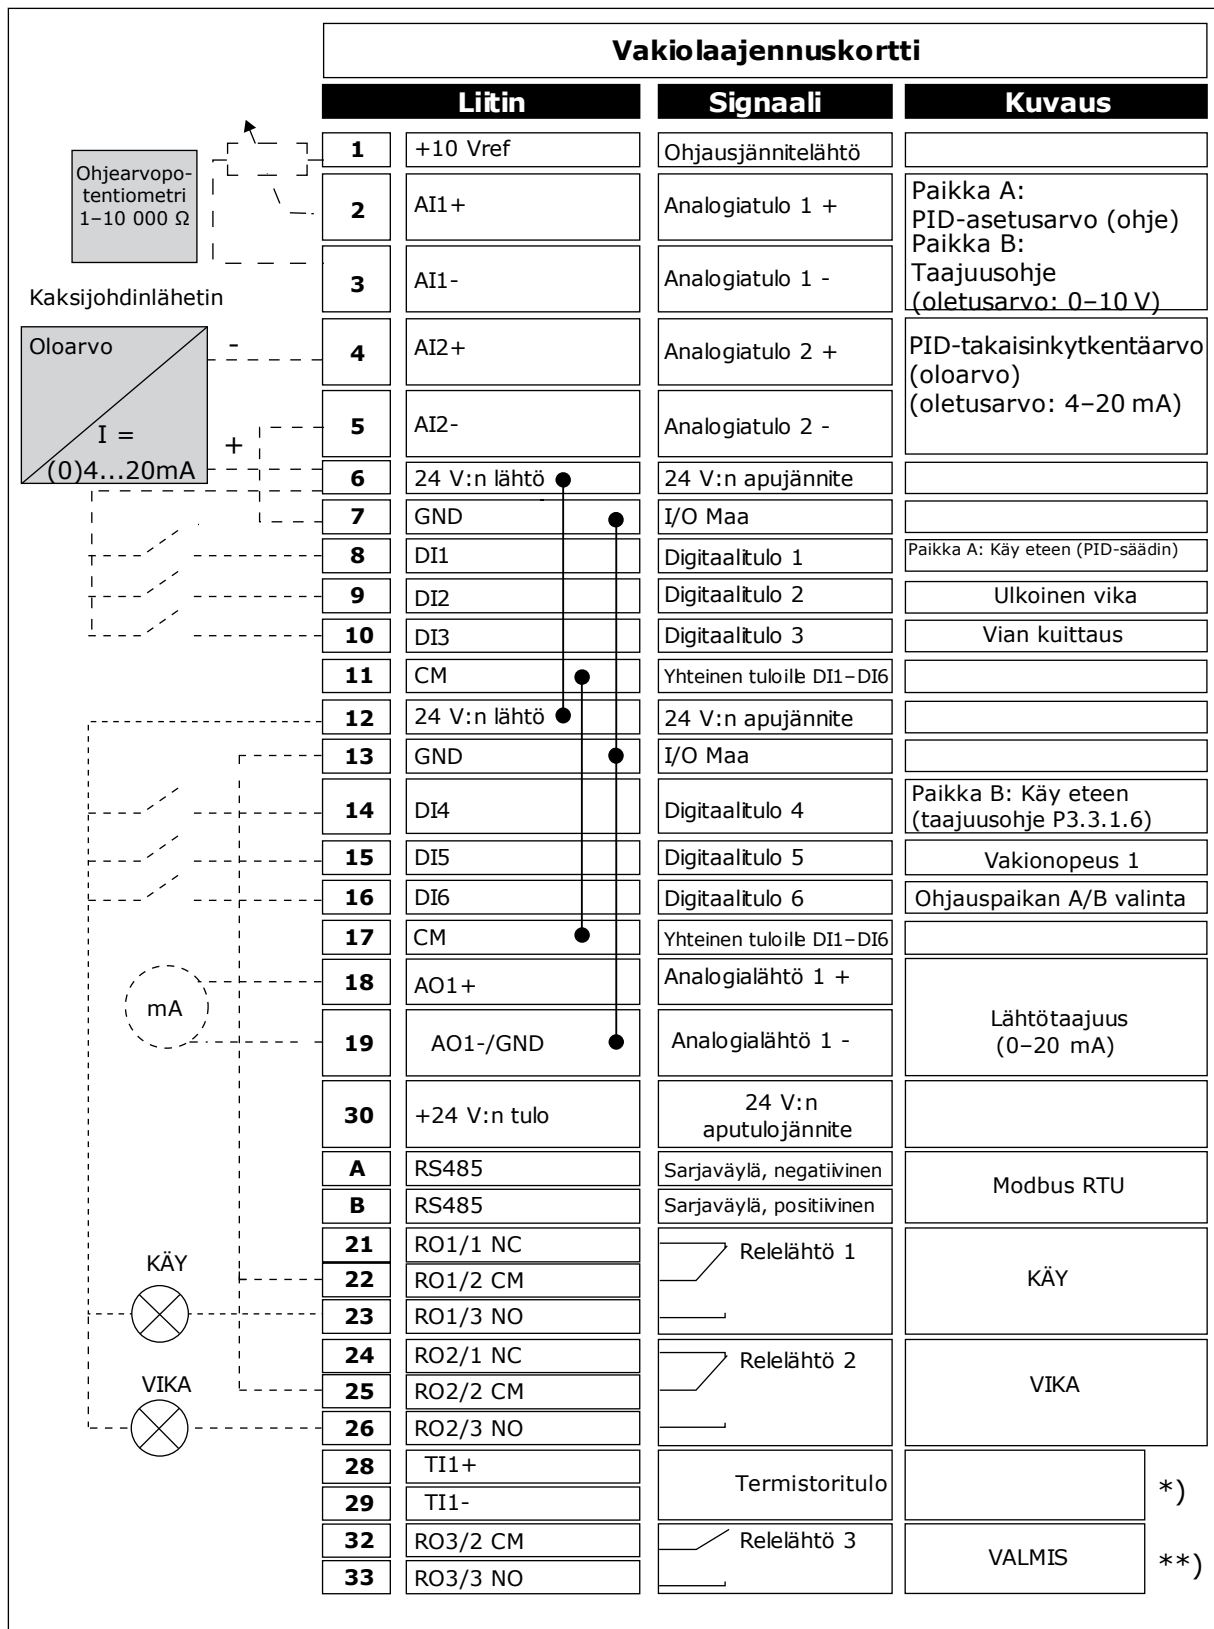 Vakiolaajennuskortti
Liitin Signaali Kuvaus
1 +10 Vref Ohjausjännitelähtö
Ohjearvopo-
tentiometri
1–10 000 Ω
2 AI1+ Analogiatulo 1 +
3 AI1- Analogiatulo 1 -
Paikka A:
PID-asetusarvo (ohje)
Paikka B:
Taajuusohje
(oletusarvo: 0–10 V)
Kaksijohdinlähetin
Oloarvo
I =
(0)4...20mA
-
+
4 AI2+ Analogiatulo 2 +
5 AI2- Analogiatulo 2 -
PID-takaisinkytkentäarvo
(oloarvo)
(oletusarvo: 4–20 mA)
6 24 V:n lähtö 24 V:n apujännite
7 GND I/O Maa
8 DI1 Digitaalitulo 1 Paikka A: Käy eteen (PID-säädin)
9 DI2 Digitaalitulo 2 Ulkoinen vika
10 DI3 Digitaalitulo 3 Vian kuittaus
11 CM Yhteinen tuloille DI1–DI6
12 24 V:n lähtö 24 V:n apujännite
13 GND I/O Maa
14 DI4 Digitaalitulo 4 Paikka B: Käy eteen
(taajuusohje P3.3.1.6)
15 DI5 Digitaalitulo 5 Vakionopeus 1
16 DI6 Digitaalitulo 6 Ohjauspaikan A/B valinta
17 CM Yhteinen tuloille DI1–DI6
mA
18 AO1+ Analogialähtö 1 +
19 AO1-/GND Analogialähtö 1 -
Lähtötaajuus
(0–20 mA)
30 +24 V:n tulo 24 V:n
aputulojännite
A RS485 Sarjaväylä, negatiivinen
B RS485 Sarjaväylä, positiivinen
Modbus RTU
21 RO1/1 NC Relelähtö 1
22 RO1/2 CM KÄY
23 RO1/3 NO
KÄY
24 RO2/1 NC Relelähtö 2
25 RO2/2 CM VIKA
26 RO2/3 NO
VIKA
28 TI1+
29 TI1-
Termistoritulo
*)
32 RO3/2 CM Relelähtö 3
33 RO3/3 NO
VALMIS
**)